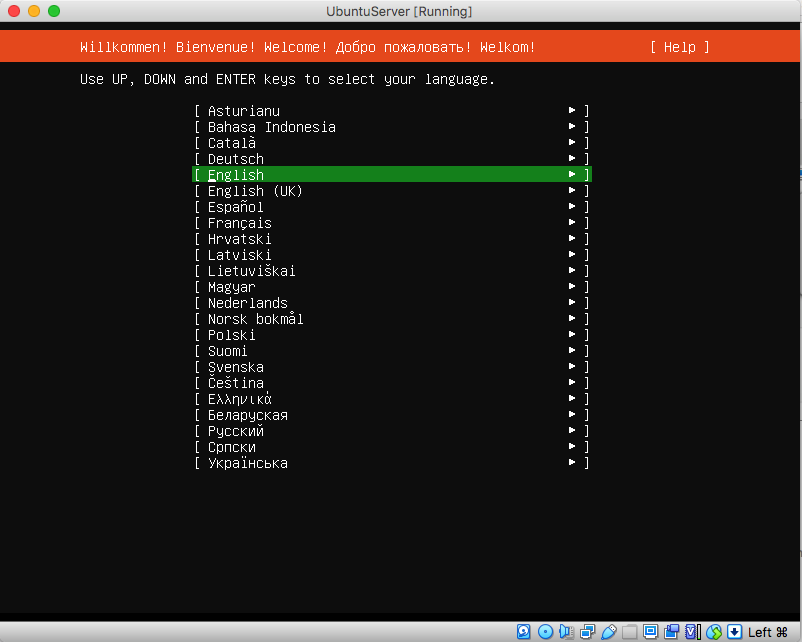 UbuntuServer [Running]
Willkommen! Bienvenue! Welcome! Добро пожаловать! Welkom! [ Help ]
Use UP, DOWN and ENTER keys to select your language.
[ Asturianu ▸ ]
[ Bahasa Indonesia ▸ ]
[ Català ▸ ]
[ Deutsch ▸ ]
[ English ▸ ]
[ English (UK) ▸ ]
[ Español ▸ ]
[ Français ▸ ]
[ Hrvatski ▸ ]
[ Latviski ▸ ]
[ Lietuviškai ▸ ]
[ Magyar ▸ ]
[ Nederlands ▸ ]
[ Norsk bokmål ▸ ]
[ Polski ▸ ]
[ Suomi ▸ ]
[ Svenska ▸ ]
[ Čeština ▸ ]
[ Ελληνικά ▸ ]
[ Беларуская ▸ ]
[ Русский ▸ ]
[ Српски ▸ ]
[ Українська ▸ ]
Left ⌘